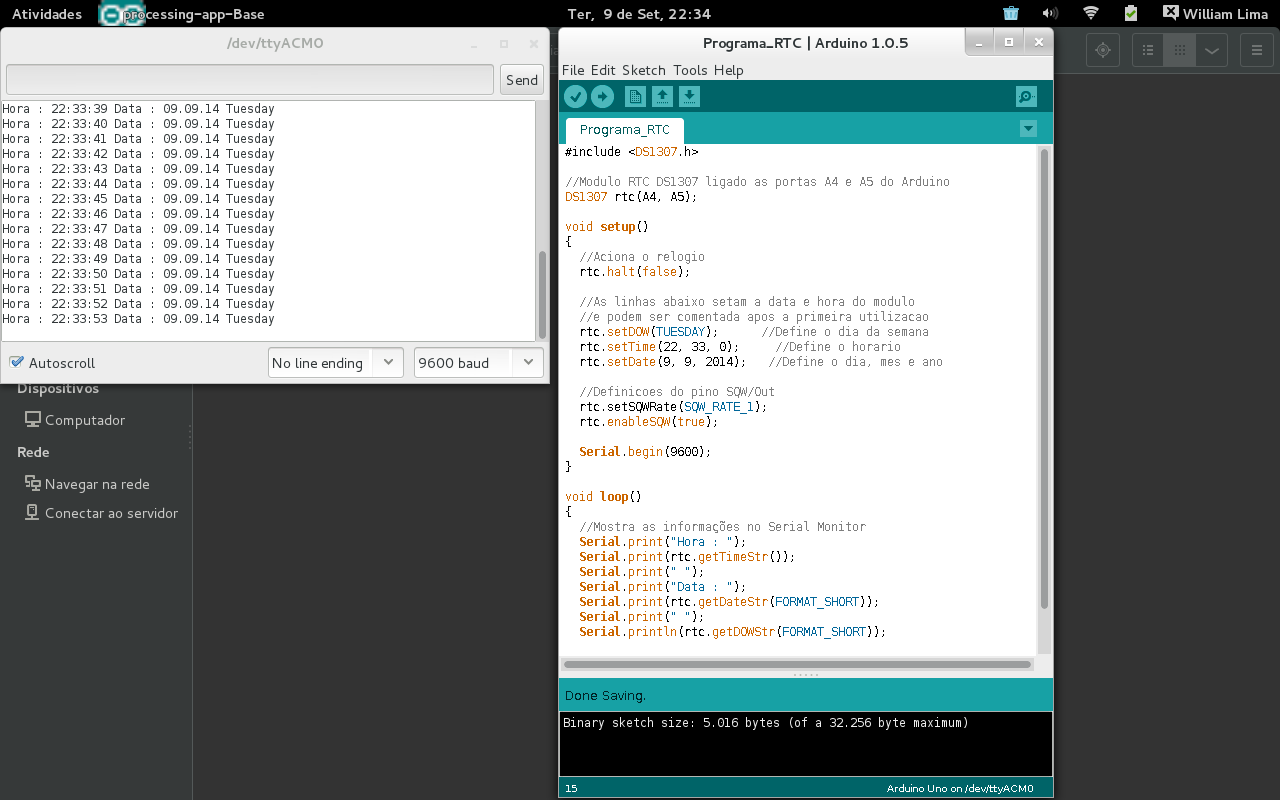 Atividades
processing-app-Base
Ter, 9 de Set, 22:34
William Lima
/dev/ttyACM0
Send
Hora : 22:33:39 Data : 09.09.14 Tuesday
Hora : 22:33:40 Data : 09.09.14 Tuesday
Hora : 22:33:41 Data : 09.09.14 Tuesday
Hora : 22:33:42 Data : 09.09.14 Tuesday
Hora : 22:33:43 Data : 09.09.14 Tuesday
Hora : 22:33:44 Data : 09.09.14 Tuesday
Hora : 22:33:45 Data : 09.09.14 Tuesday
Hora : 22:33:46 Data : 09.09.14 Tuesday
Hora : 22:33:47 Data : 09.09.14 Tuesday
Hora : 22:33:48 Data : 09.09.14 Tuesday
Hora : 22:33:49 Data : 09.09.14 Tuesday
Hora : 22:33:50 Data : 09.09.14 Tuesday
Hora : 22:33:51 Data : 09.09.14 Tuesday
Hora : 22:33:52 Data : 09.09.14 Tuesday
Hora : 22:33:53 Data : 09.09.14 Tuesday
Autoscroll
No line ending
9600 baud
Dispositivos
Computador
Rede
Navegar na rede
Conectar ao servidor
Programa_RTC | Arduino 1.0.5
File Edit Sketch Tools Help
Programa_RTC
#include <DS1307.h>
//Modulo RTC DS1307 ligado as portas A4 e A5 do Arduino
DS1307 rtc(A4, A5);
void setup()
{
//Aciona o relogio
rtc.halt(false);
//As linhas abaixo setam a data e hora do modulo
//e podem ser comentada apos a primeira utilizacao
rtc.setDOW(TUESDAY); //Define o dia da semana
rtc.setTime(22, 33, 0); //Define o horario
rtc.setDate(9, 9, 2014); //Define o dia, mes e ano
//Definicoes do pino SQW/Out
rtc.setSQWRate(SQW_RATE_1);
rtc.enableSQW(true);
Serial.begin(9600);
}
void loop()
{
//Mostra as informações no Serial Monitor
Serial.print("Hora : ");
Serial.print(rtc.getTimeStr());
Serial.print(" ");
Serial.print("Data : ");
Serial.print(rtc.getDateStr(FORMAT_SHORT));
Serial.print(" ");
Serial.println(rtc.getDOWStr(FORMAT_SHORT));
Done Saving.
Binary sketch size: 5.016 bytes (of a 32.256 byte maximum)
15
Arduino Uno on /dev/ttyACM0